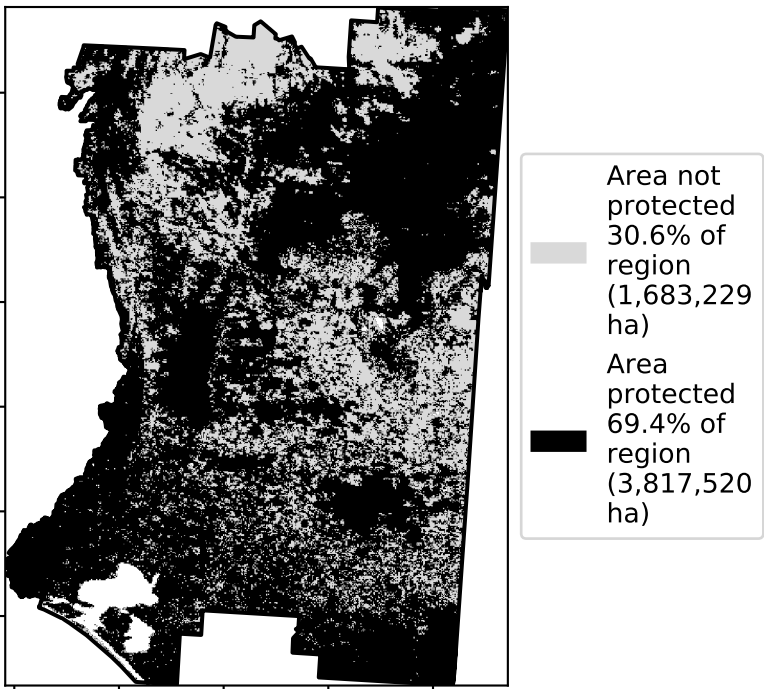 Area not
protected
30.6% of
region
(1,683,229
ha)
Area
protected
69.4% of
region
(3,817,520
ha)